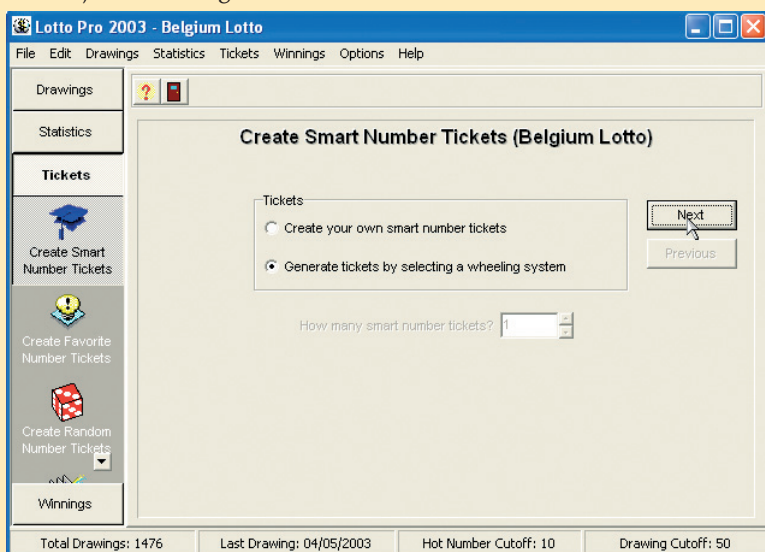 Lotto Pro 2003 - Belgium Lotto
File Edit Drawings Statistics Tickets Winnings Options Help
Drawings
?
Statistics
Tickets
Create Smart
Number Tickets
Create Favorite
Number Tickets
Create Random
Number Tickets
Winnings
Create Smart Number Tickets (Belgium Lotto)
Tickets
Create your own smart number tickets
Generate tickets by selecting a wheeling system
Next
Previous
How many smart number tickets? 1
Total Drawings: 1476 Last Drawing: 04/05/2003 Hot Number Cutoff: 10 Drawing Cutoff: 50